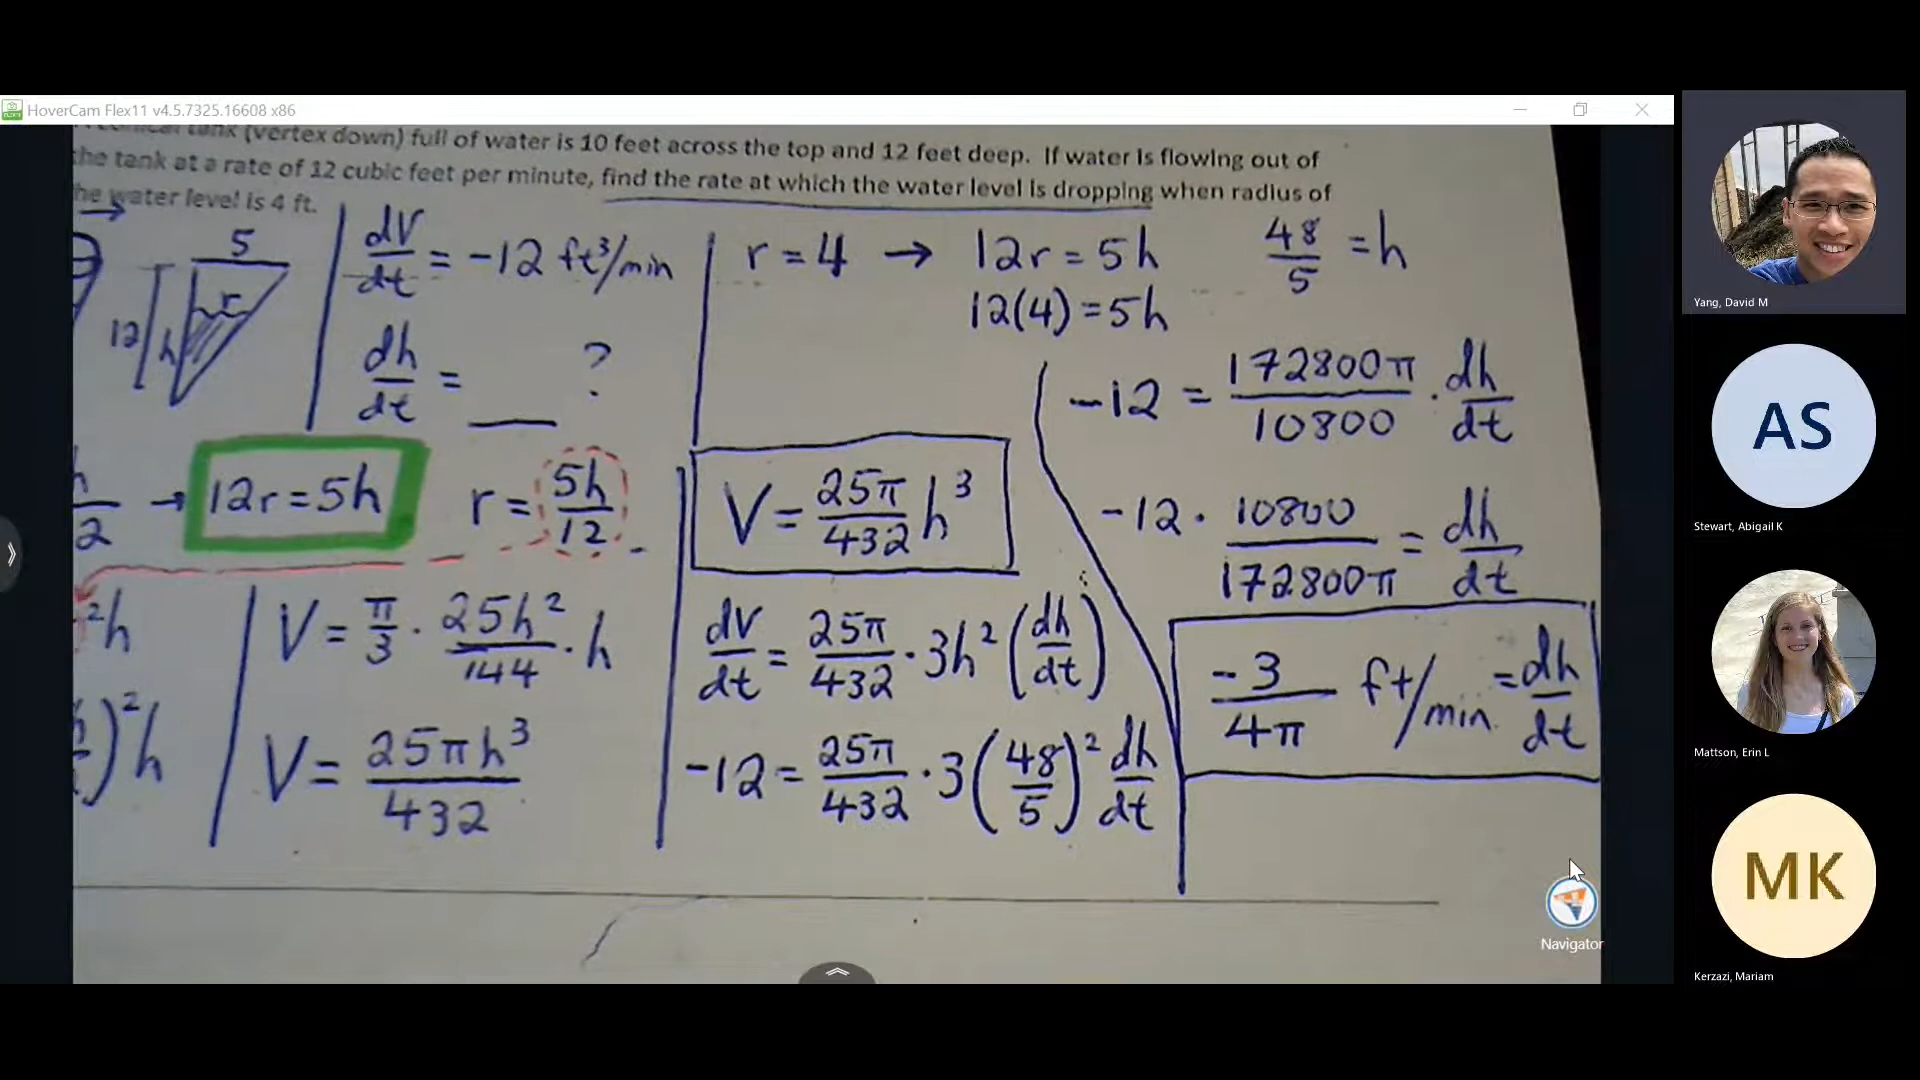 HoverCam Flex11 v4.5.7325.16608 x86
conical tank (vertex down) full of water is 10 feet across the top and 12 feet deep. If water is flowing out of
the tank at a rate of 12 cubic feet per minute, find the rate at which the water level is dropping when radius of
he water level is 4 ft.
5
r
12
h
dV/dt = -12 ft³/min
dh/dt = ___ ?
r = 4 → 12r = 5h
12(4) = 5h
48/5 = h
-12 = 172800π/10800 · dh/dt
-12 · 10800/172800π = dh/dt
-3/4π ft/min. = dh/dt
→ 12r = 5h
r = 5h/12
²h
)²h
V = π/3 · 25h²/144 · h
V = 25πh³/432
V = 25π/432 h³
dV/dt = 25π/432 · 3h² (dh/dt)
-12 = 25π/432 · 3(48/5)² dh/dt
Navigator
Yang, David M
AS
Stewart, Abigail K
Mattson, Erin L
MK
Kerzazi, Mariam